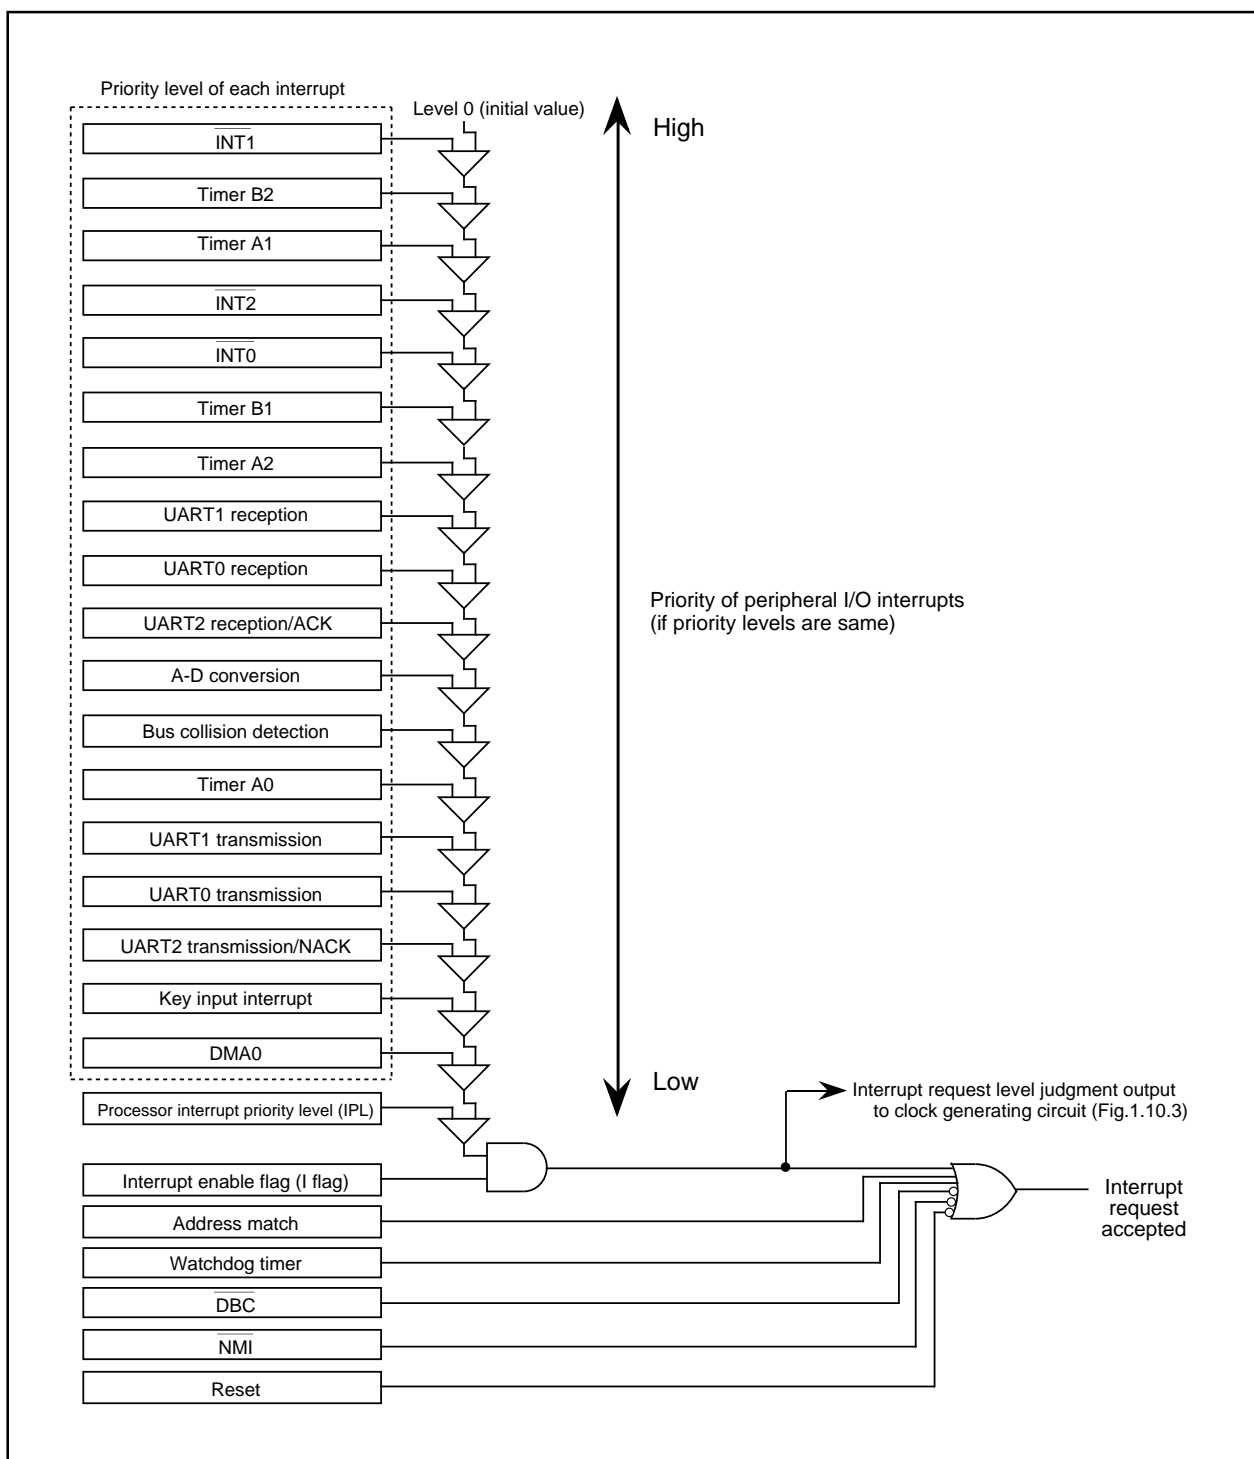 Priority level of each interrupt
Level 0 (initial value)
High
INT1
Timer B2
Timer A1
INT2
INT0
Timer B1
Timer A2
UART1 reception
UART0 reception
UART2 reception/ACK
A-D conversion
Bus collision detection
Timer A0
UART1 transmission
UART0 transmission
UART2 transmission/NACK
Key input interrupt
DMA0
Processor interrupt priority level (IPL)
Interrupt enable flag (I flag)
Address match
Watchdog timer
DBC
NMI
Reset
Priority of peripheral I/O interrupts
(if priority levels are same)
Low
Interrupt request level judgment output
to clock generating circuit (Fig.1.10.3)
Interrupt
request
accepted